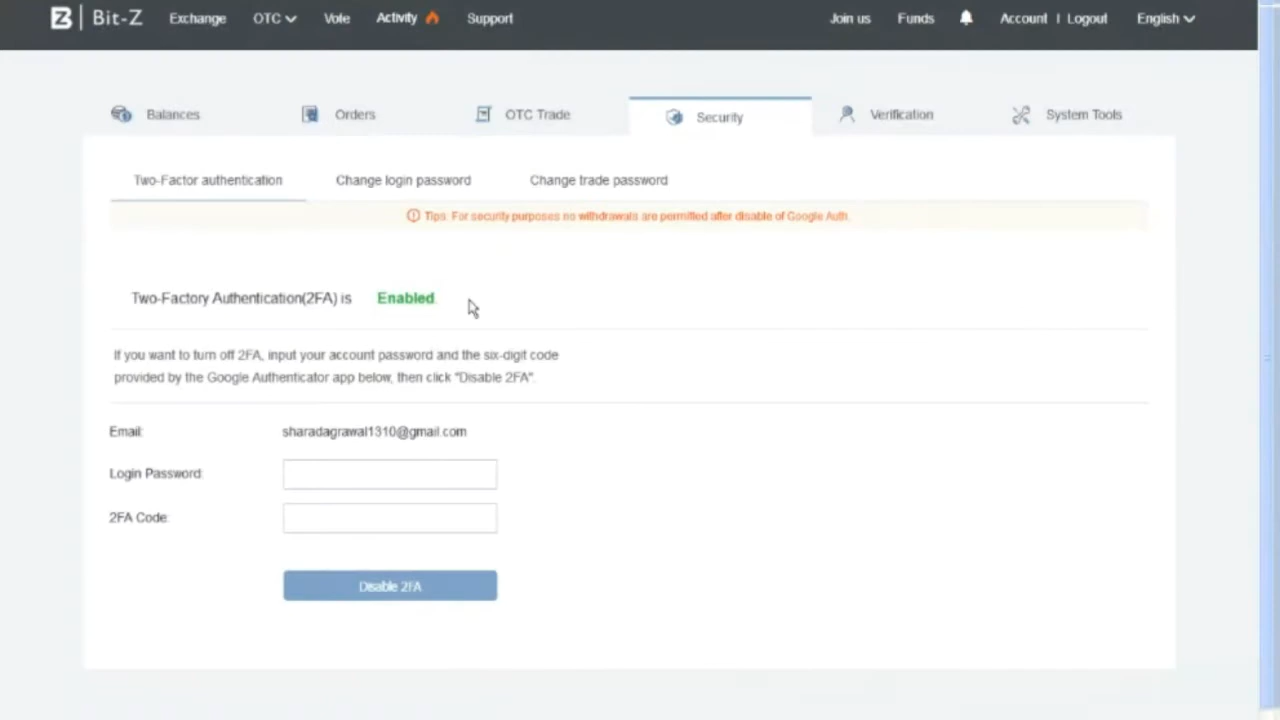 Bit-Z Exchange OTC Vote Activity Support Join us Funds Account | Logout English
Balances Orders OTC Trade Security Verification System Tools
Two-Factor authentication Change login password Change trade password
Tips: For security purposes no withdrawals are permitted after disable of Google Auth.
Two-Factory Authentication(2FA) is Enabled
If you want to turn off 2FA, input your account password and the six-digit code
provided by the Google Authenticator app below, then click "Disable 2FA".
Email: sharadagrawal1310@gmail.com
Login Password:
2FA Code:
Disable 2FA